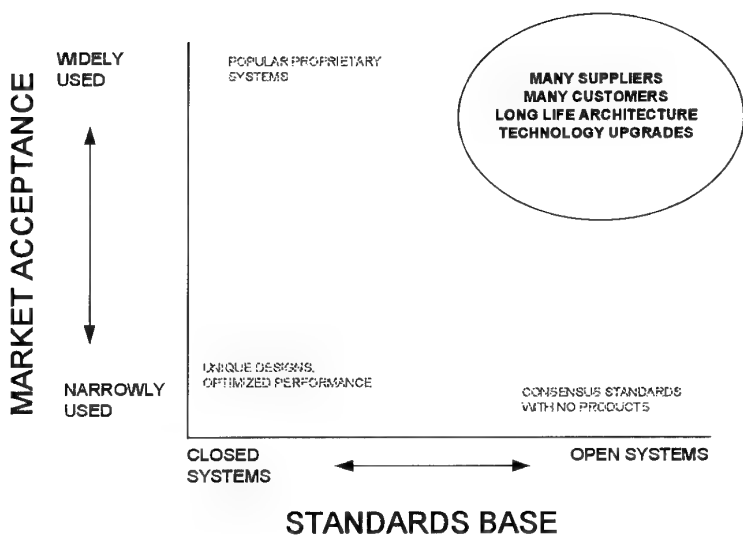 WIDELY
USED
POPULAR PROPRIETARY
SYSTEMS
MANY SUPPLIERS
MANY CUSTOMERS
LONG LIFE ARCHITECTURE
TECHNOLOGY UPGRADES
MARKET ACCEPTANCE
UNIQUE DESIGNS,
OPTIMIZED PERFORMANCE
NARROWLY
USED
CONSENSUS STANDARDS
WITH NO PRODUCTS
CLOSED
SYSTEMS
OPEN SYSTEMS
STANDARDS BASE